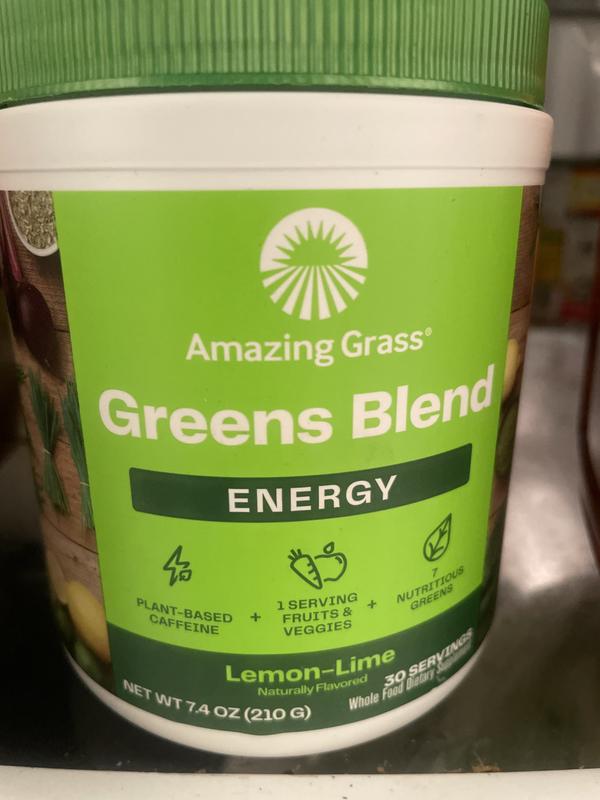 Amazing Grass®
Greens Blend
ENERGY
PLANT-BASED
CAFFEINE
+
1 SERVING
FRUITS &
VEGGIES
+
7
NUTRITIOUS
GREENS
Lemon-Lime
Naturally Flavored
NET WT 7.4 OZ (210 G)
30 SERVINGS
Whole Food Dietary Supplement